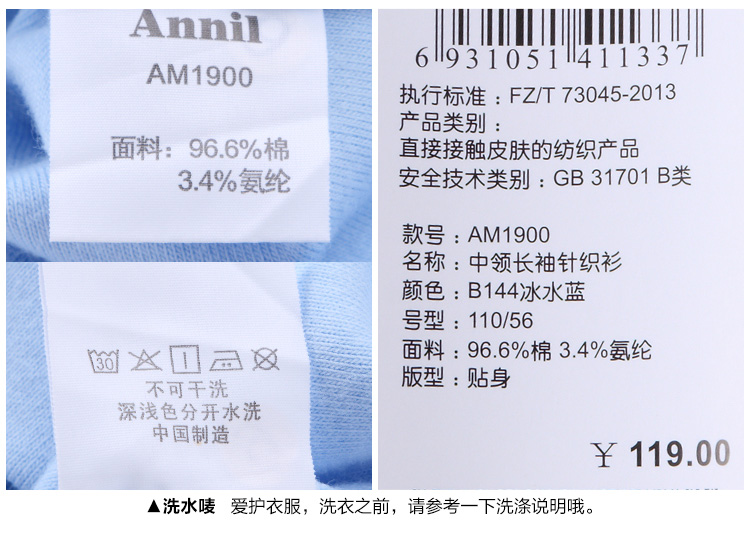 Annil
AM1900
面料：96.6%棉
3.4%氨纶
30
不可干洗
深浅色分开水洗
中国制造
6 931051 411337
执行标准：FZ/T 73045-2013
产品类别：
直接接触皮肤的纺织产品
安全技术类别：GB 31701 B类
款号：AM1900
名称：中领长袖针织衫
颜色：B144冰水蓝
号型：110/56
面料：96.6%棉 3.4%氨纶
版型：贴身
￥119.00
▲洗水唛 爱护衣服，洗衣之前，请参考一下洗涤说明哦。